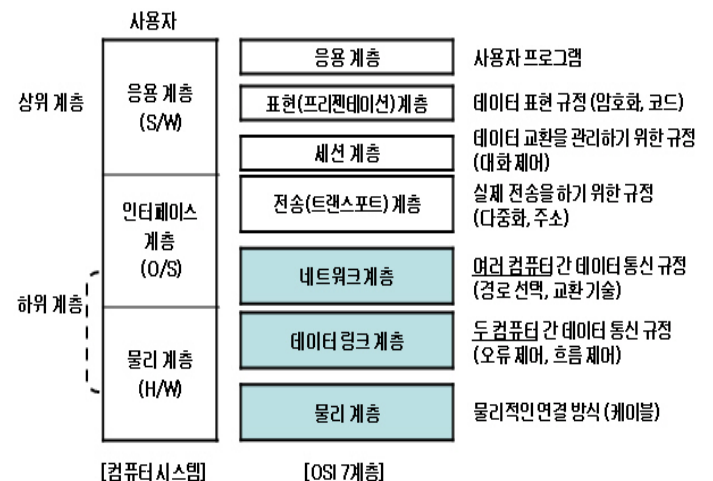 사용자
상위 계층
응용 계층
(S/W)
인터페이스
계층
(O/S)
하위 계층
물리 계층
(H/W)
[컴퓨터 시스템]
응용 계층
사용자 프로그램
표현(프리젠테이션) 계층
데이터 표현 규정 (암호화, 코드)
세션 계층
데이터 교환을 관리하기 위한 규정
(대화 제어)
전송(트랜스포트) 계층
실제 전송을 하기 위한 규정
(다중화, 주소)
네트워크 계층
여러 컴퓨터 간 데이터 통신 규정
(경로 선택, 교환 기술)
데이터 링크 계층
두 컴퓨터 간 데이터 통신 규정
(오류 제어, 흐름 제어)
물리 계층
물리적인 연결 방식 (케이블)
[OSI 7계층]